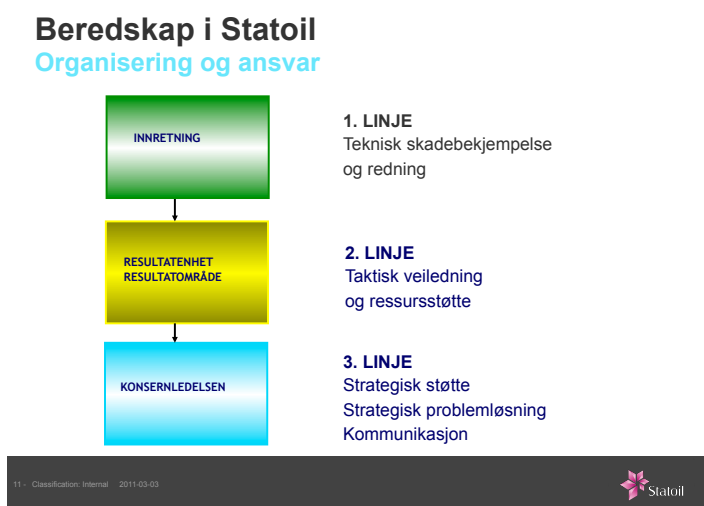 Beredskap i Statoil
Organisering og ansvar
INNRETNING
1. LINJE
Teknisk skadebekjempelse
og redning
RESULTATENHET
RESULTATOMRÅDE
2. LINJE
Taktisk veiledning
og ressursstøtte
KONSERNLEDELSEN
3. LINJE
Strategisk støtte
Strategisk problemløsning
Kommunikasjon
11 - Classification: Internal 2011-03-03
Statoil